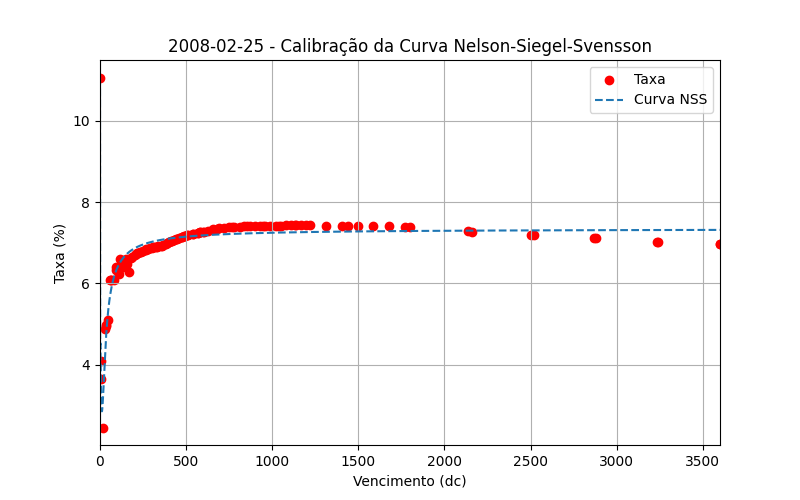 2008-02-25 - Calibração da Curva Nelson-Siegel-Svensson
Taxa
Curva NSS
10
8
6
4
Taxa (%)
0 500 1000 1500 2000 2500 3000 3500
Vencimento (dc)